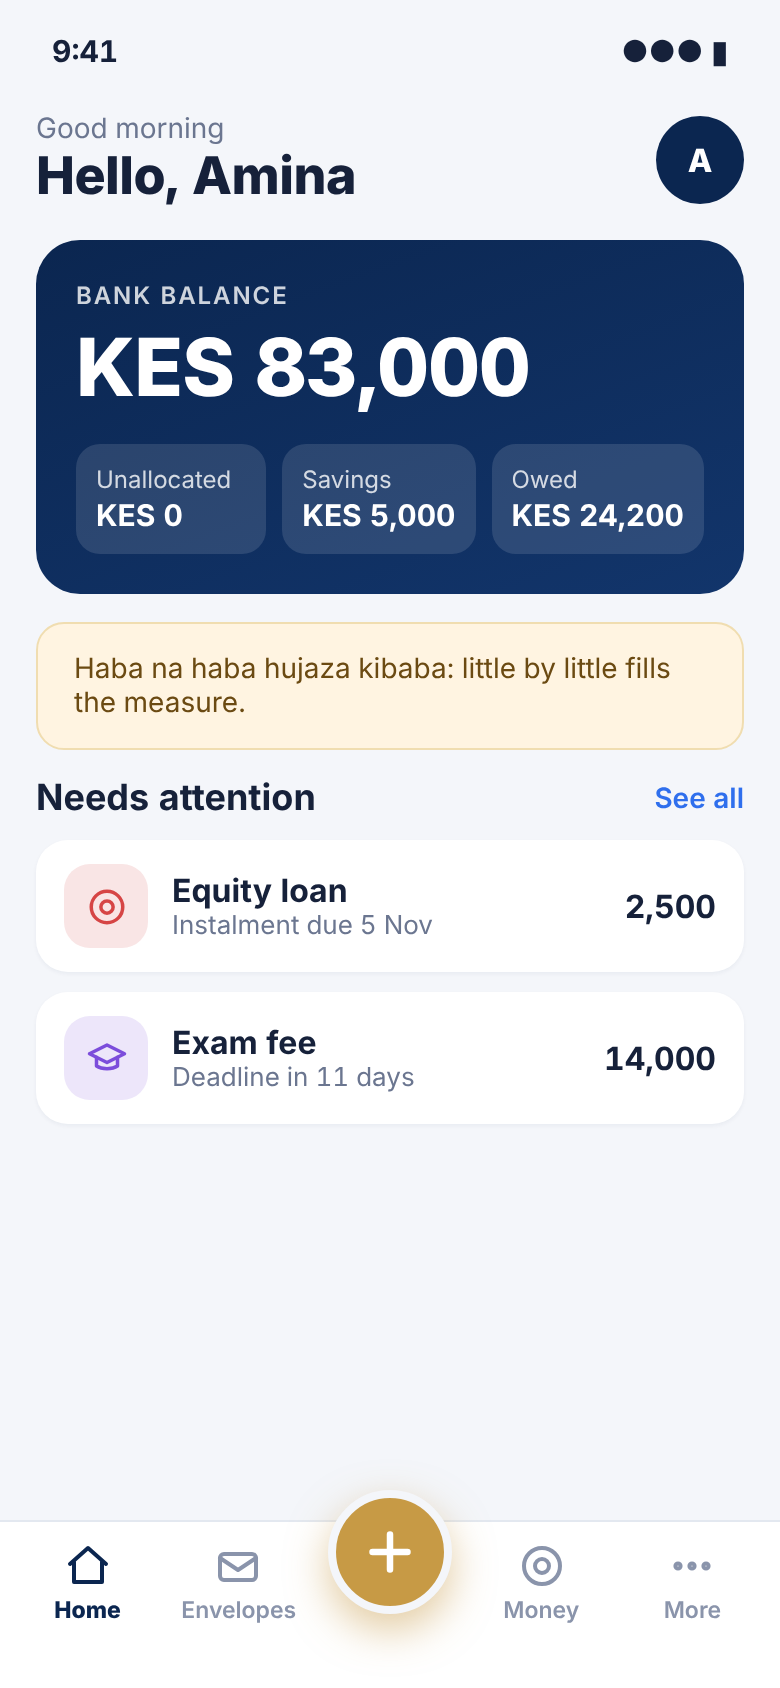 9:41
Good morning
Hello, Amina
A
BANK BALANCE
KES 83,000
Unallocated
KES 0
Savings
KES 5,000
Owed
KES 24,200
Haba na haba hujaza kibaba: little by little fills
the measure.
Needs attention
See all
Equity loan
Instalment due 5 Nov
2,500
Exam fee
Deadline in 11 days
14,000
Home
Envelopes
Money
More